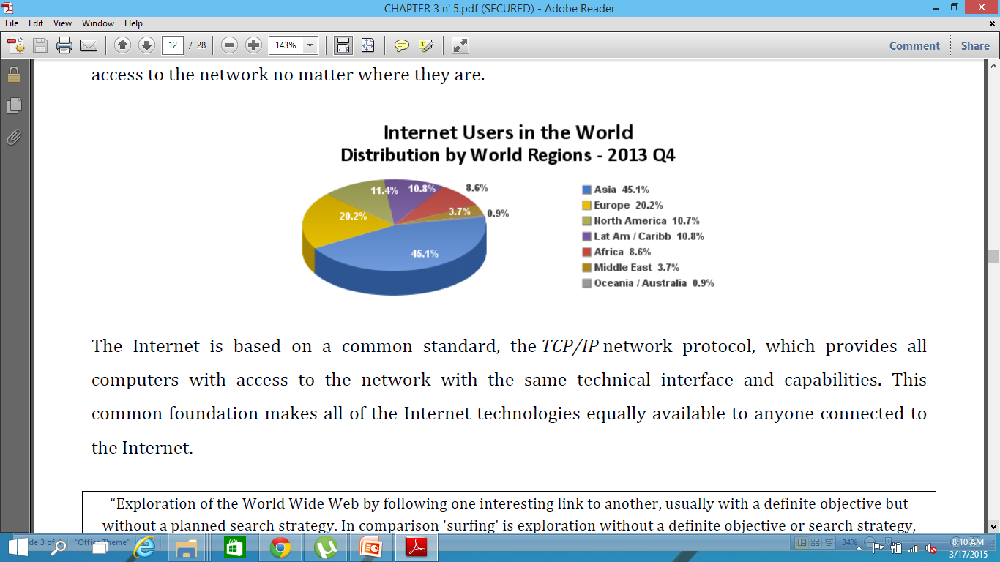 CHAPTER 3 n' 5.pdf (SECURED) - Adobe Reader
File Edit View Window Help
12 / 28 143% Comment Share
access to the network no matter where they are.
Internet Users in the World
Distribution by World Regions - 2013 Q4
11.4% 10.8% 8.6%
20.2% 3.7% 0.9%
45.1%
Asia 45.1%
Europe 20.2%
North America 10.7%
Lat Am / Caribb 10.8%
Africa 8.6%
Middle East 3.7%
Oceania / Australia 0.9%
The Internet is based on a common standard, the TCP/IP network protocol, which provides all
computers with access to the network with the same technical interface and capabilities. This
common foundation makes all of the Internet technologies equally available to anyone connected to
the Internet.
“Exploration of the World Wide Web by following one interesting link to another, usually with a definite objective but
without a planned search strategy. In comparison 'surfing' is exploration without a definite objective or search strategy,
de 3 of "Office Theme" 34% 8:10 AM
3/17/2015